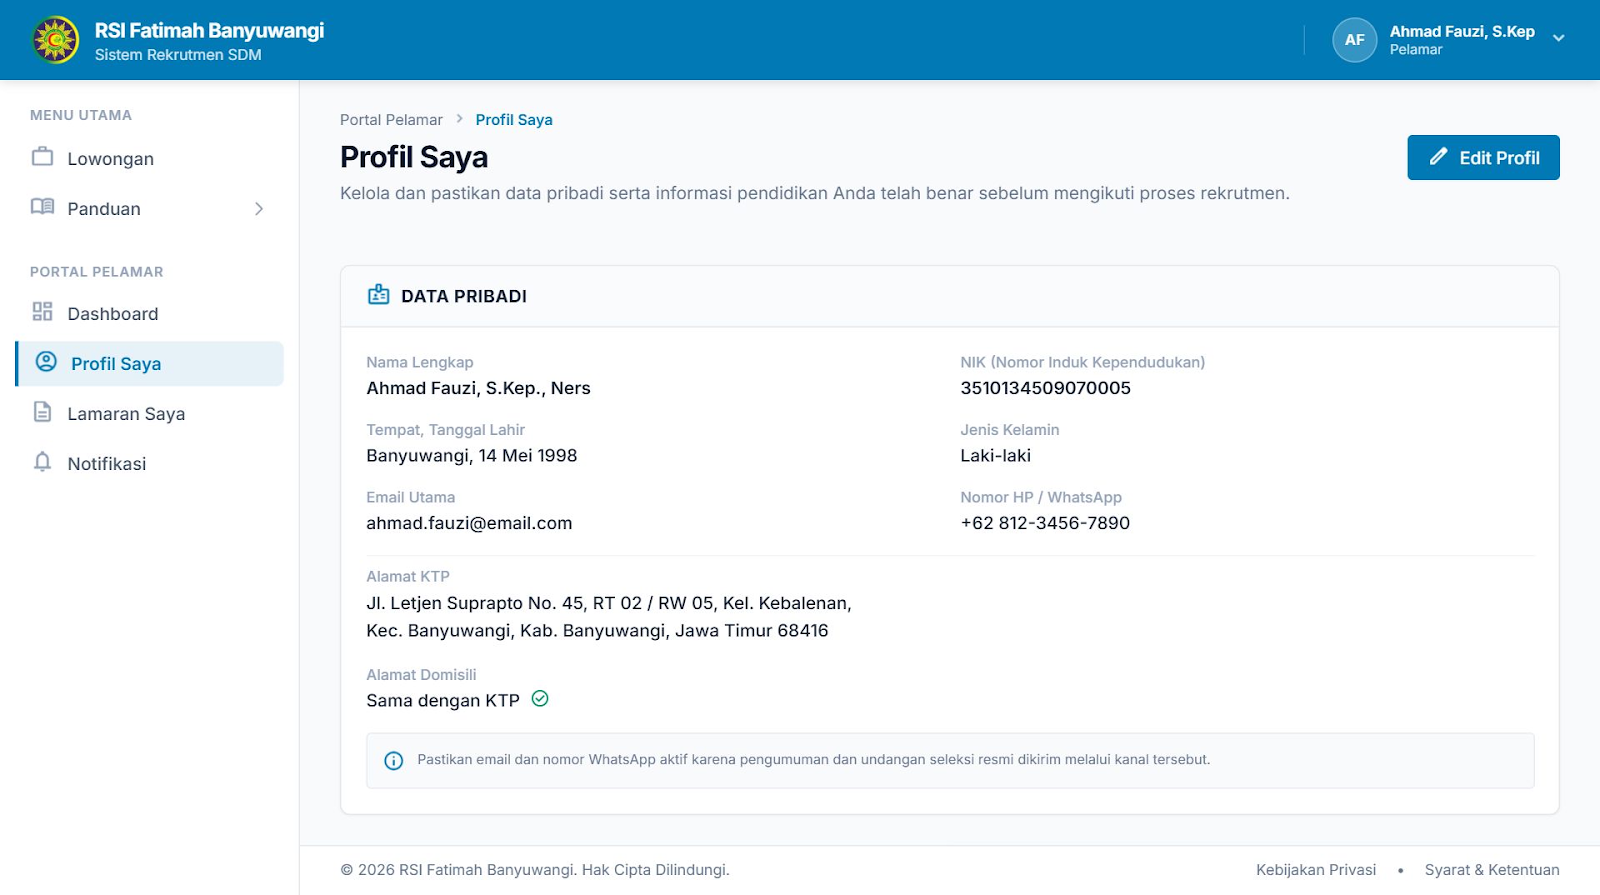 RSI Fatimah Banyuwangi
Sistem Rekrutmen SDM
AF
Ahmad Fauzi, S.Kep
Pelamar
MENU UTAMA
Lowongan
Panduan
PORTAL PELAMAR
Dashboard
Profil Saya
Lamaran Saya
Notifikasi
Portal Pelamar > Profil Saya
Profil Saya
Kelola dan pastikan data pribadi serta informasi pendidikan Anda telah benar sebelum mengikuti proses rekrutmen.
Edit Profil
DATA PRIBADI
Nama Lengkap
Ahmad Fauzi, S.Kep., Ners
NIK (Nomor Induk Kependudukan)
3510134509070005
Tempat, Tanggal Lahir
Banyuwangi, 14 Mei 1998
Jenis Kelamin
Laki-laki
Email Utama
ahmad.fauzi@email.com
Nomor HP / WhatsApp
+62 812-3456-7890
Alamat KTP
Jl. Letjen Suprapto No. 45, RT 02 / RW 05, Kel. Kebalenan,
Kec. Banyuwangi, Kab. Banyuwangi, Jawa Timur 68416
Alamat Domisili
Sama dengan KTP
Pastikan email dan nomor WhatsApp aktif karena pengumuman dan undangan seleksi resmi dikirim melalui kanal tersebut.
© 2026 RSI Fatimah Banyuwangi. Hak Cipta Dilindungi.
Kebijakan Privasi • Syarat & Ketentuan